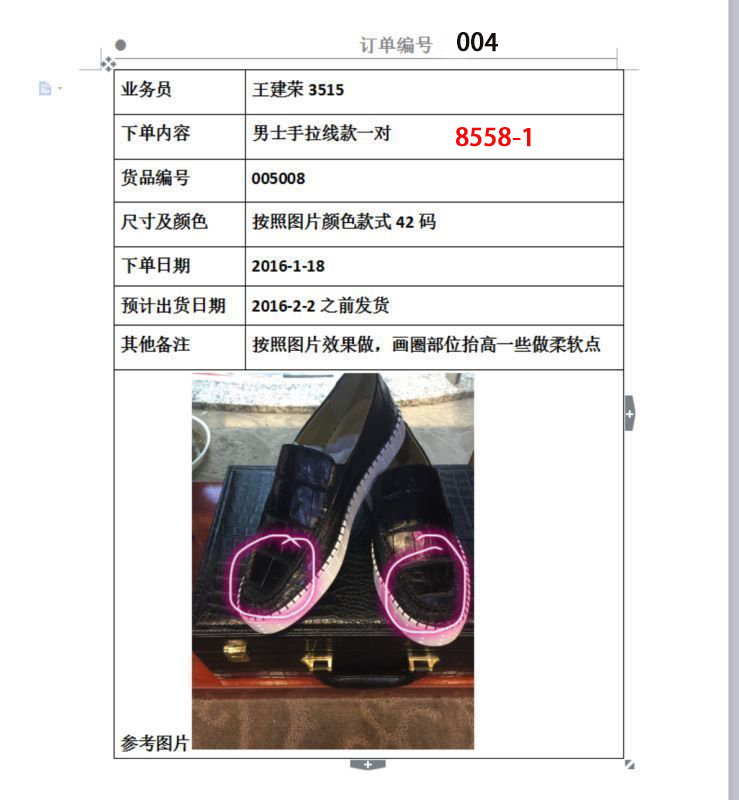 订单编号 004
业务员 王建荣 3515
下单内容 男士手拉线款一对 8558-1
货品编号 005008
尺寸及颜色 按照图片颜色款式 42 码
下单日期 2016-1-18
预计出货日期 2016-2-2 之前发货
其他备注 按照图片效果做，画圈部位抬高一些做柔软点
参考图片